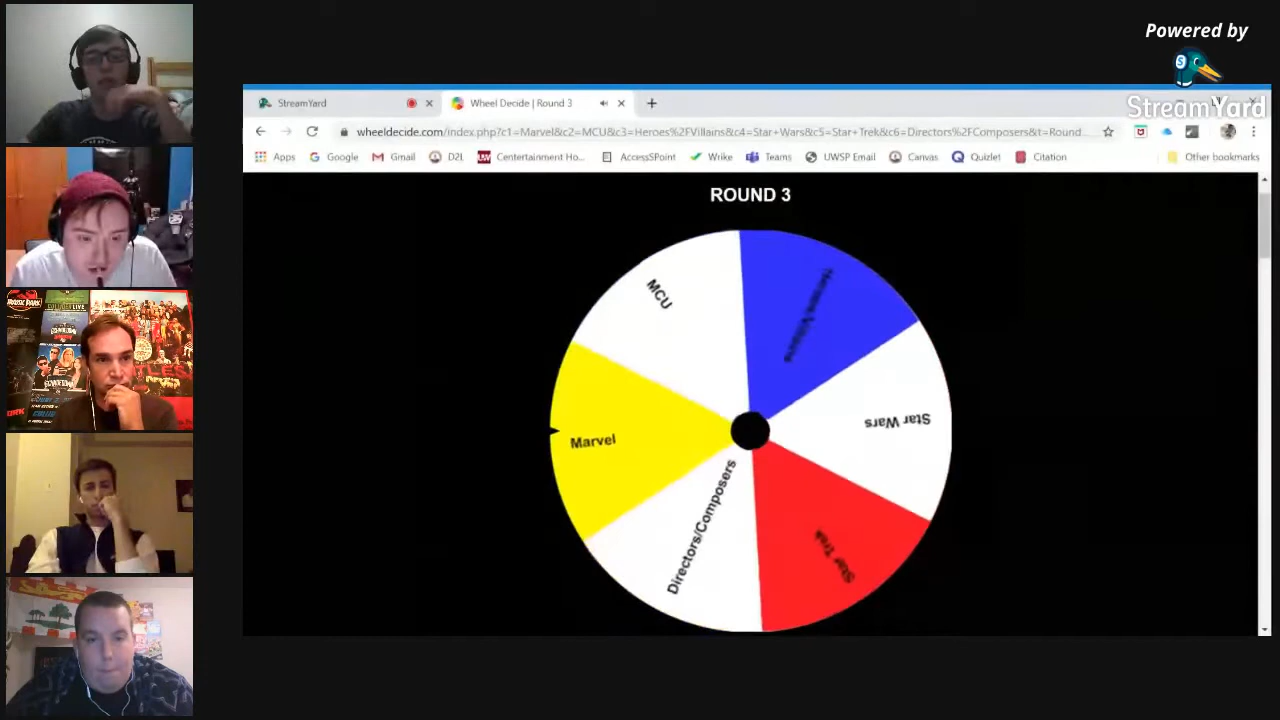 Powered by
StreamYard
StreamYard
Wheel Decide | Round 3
wheeldecide.com/index.php?c1=Marvel&c2=MCU&c3=Heroes%2FVillains&c4=Star+Wars&c5=Star+Trek&c6=Directors%2FComposers&t=Round...
Apps Google Gmail D2L Centertainment Ho... AccessSPoint Wrike Teams UWSP Email Canvas Quizlet Citation Other bookmarks
ROUND 3
MCU
Heroes/Villains
Star Wars
Marvel
Directors/Composers
Star Trek